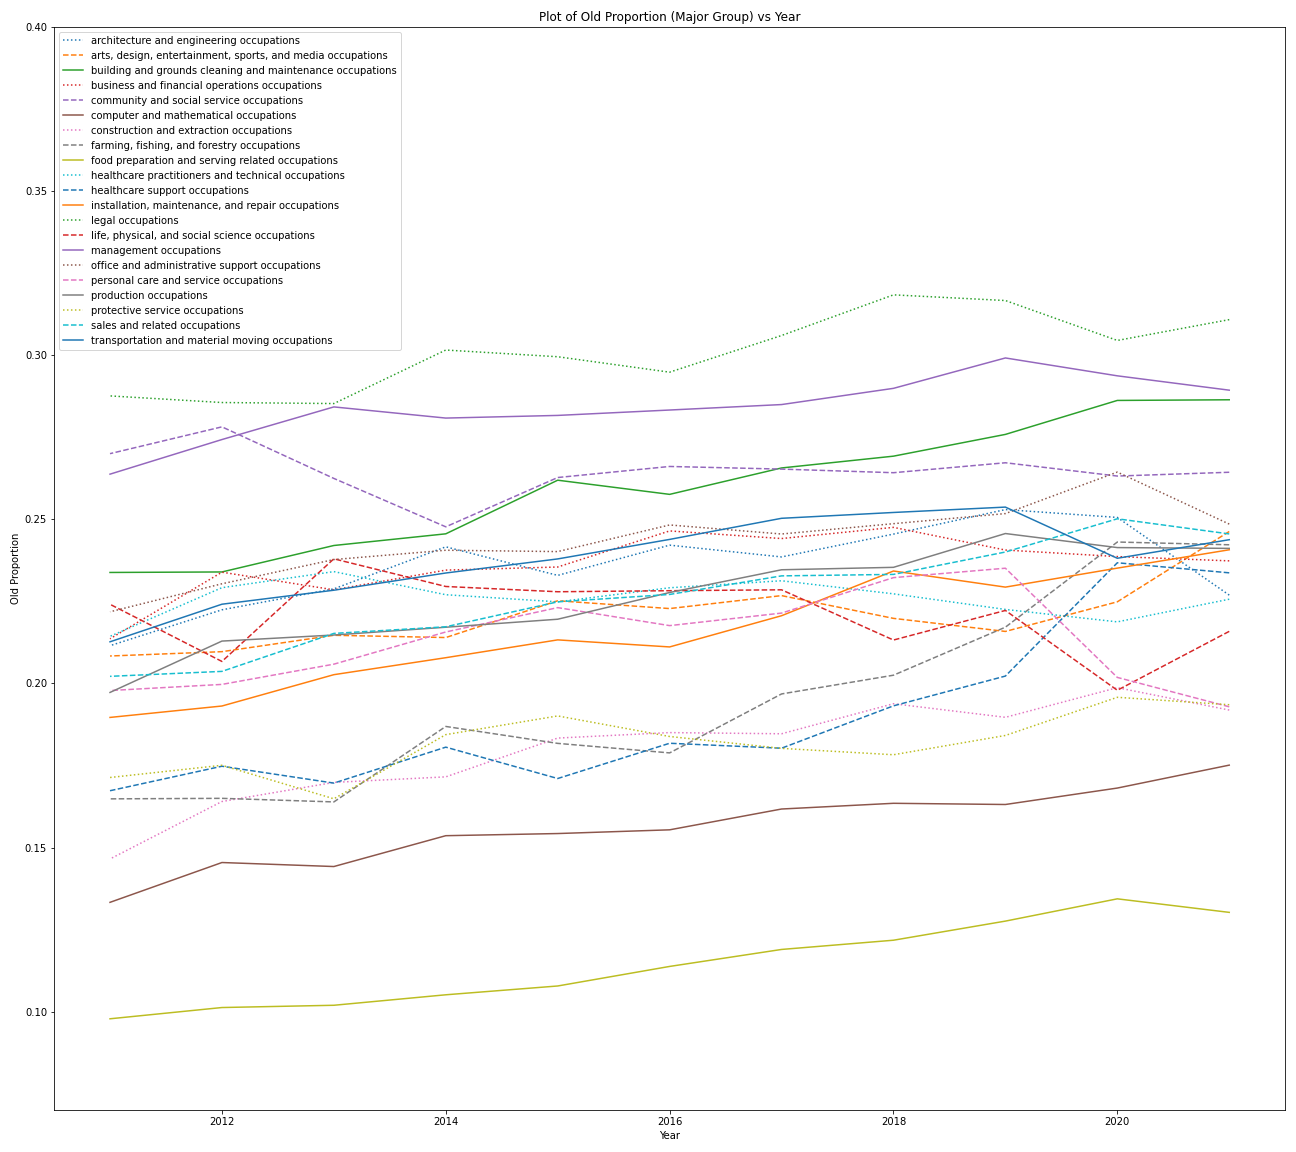 Plot of Old Proportion (Major Group) vs Year
0.40
architecture and engineering occupations
arts, design, entertainment, sports, and media occupations
building and grounds cleaning and maintenance occupations
business and financial operations occupations
community and social service occupations
computer and mathematical occupations
construction and extraction occupations
farming, fishing, and forestry occupations
food preparation and serving related occupations
healthcare practitioners and technical occupations
healthcare support occupations
installation, maintenance, and repair occupations
legal occupations
life, physical, and social science occupations
management occupations
office and administrative support occupations
personal care and service occupations
production occupations
protective service occupations
sales and related occupations
transportation and material moving occupations
0.35
0.30
0.25
0.20
0.15
0.10
Old Proportion
2012 2014 2016 2018 2020
Year